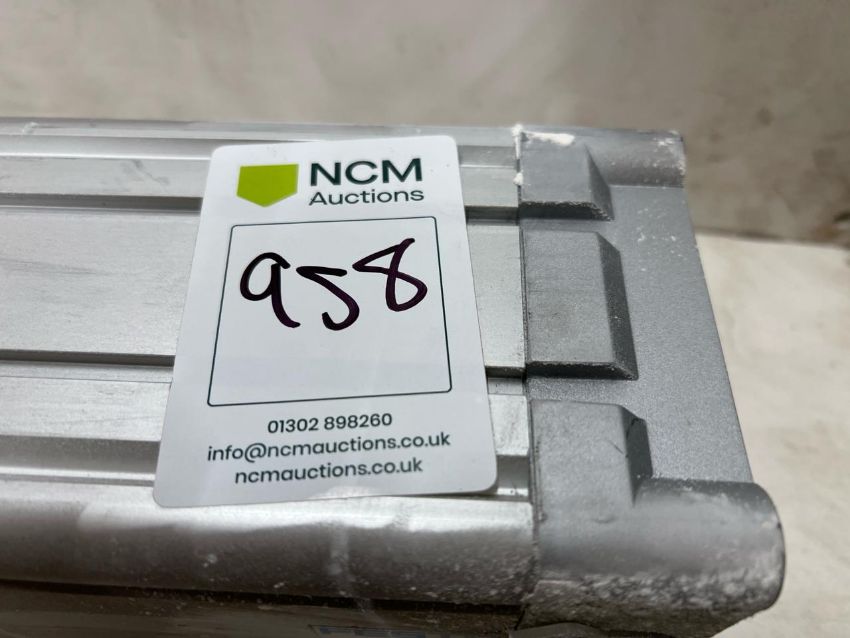 NCM
Auctions
958
01302 898260
info@ncmauctions.co.uk
ncmauctions.co.uk